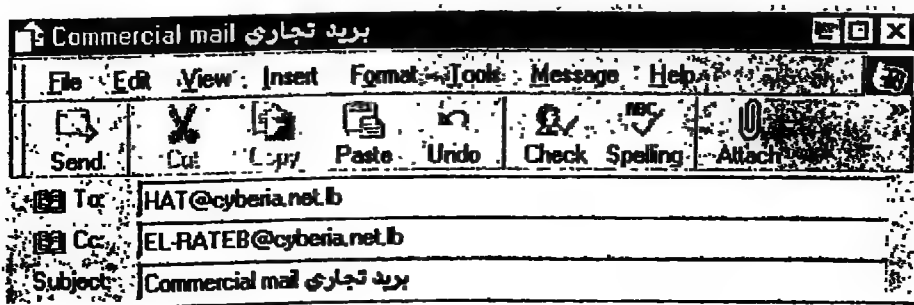 Commercial mail بريد تجاري
File Edit View Insert Format Tools Message Help
Send Cut Copy Paste Undo Check Spelling Attach
To: HAT@cyberia.net.lb
Cc: EL-RATEB@cyberia.net.lb
Subject: Commercial mail بريد تجاري